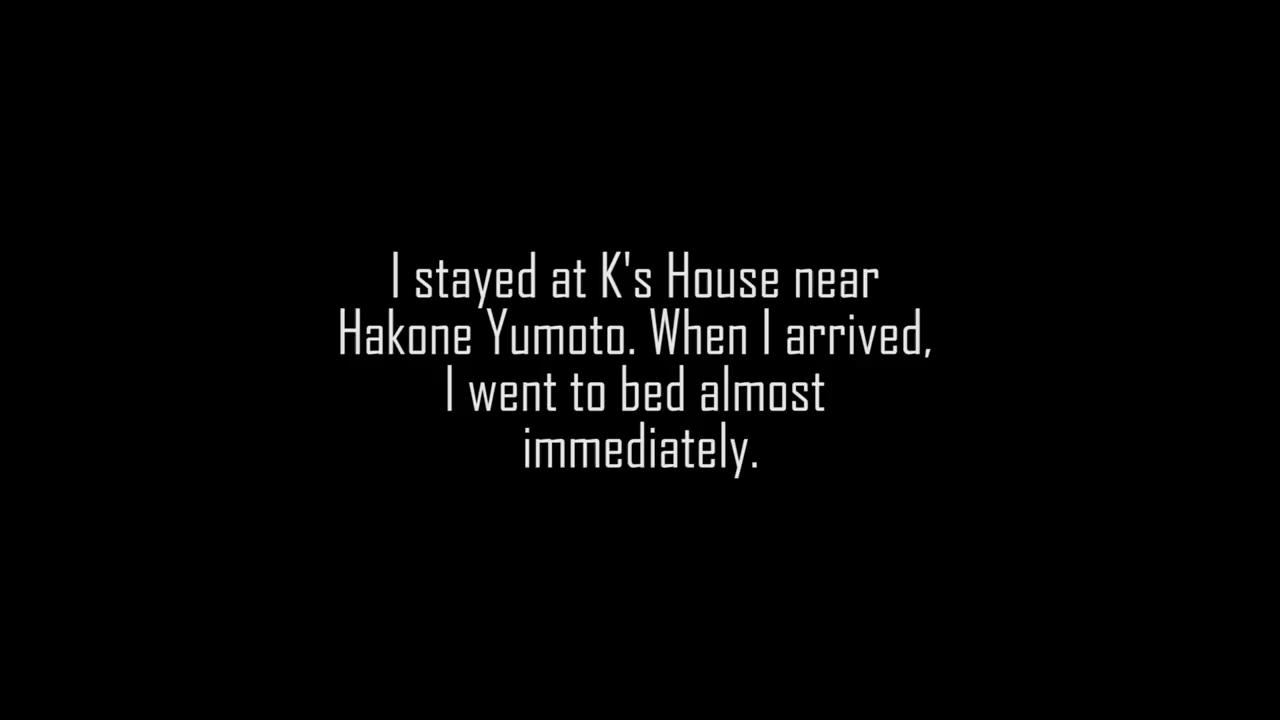 I stayed at K's House near
Hakone Yumoto. When I arrived,
I went to bed almost
immediately.